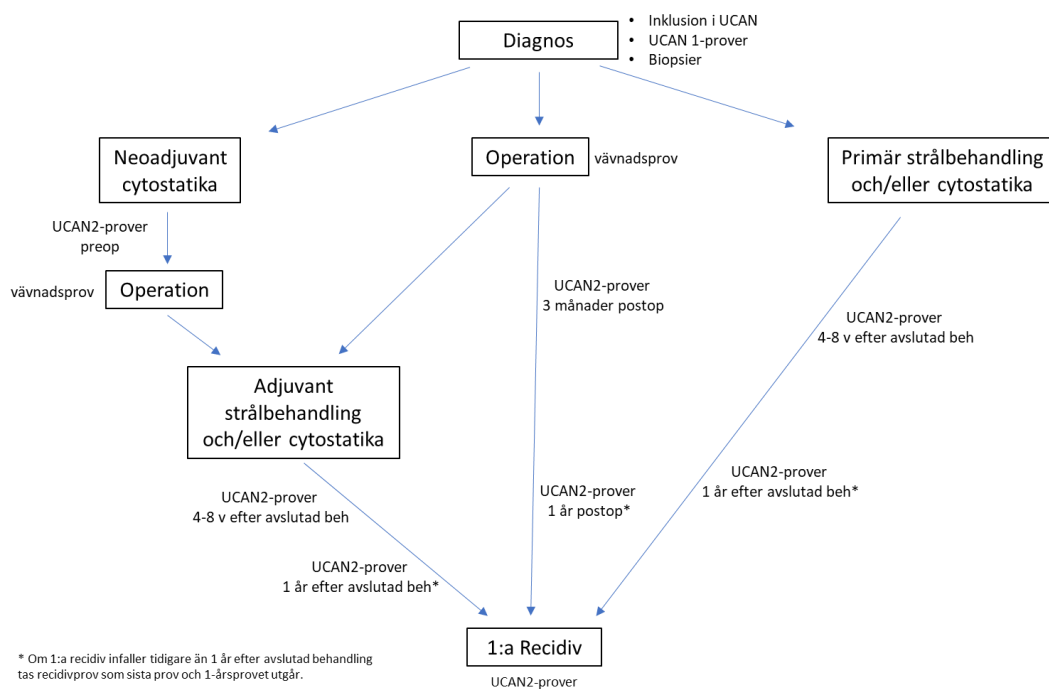 Diagnos
• Inklusion i UCAN
• UCAN 1-prover
• Biopsier
Neoadjuvant
cytostatika
Operation
vävnadsprov
Primär strålbehandling
och/eller cytostatika
UCAN2-prover
preop
vävnadsprov
Operation
UCAN2-prover
3 månader postop
UCAN2-prover
4-8 v efter avslutad beh
Adjuvant
strålbehandling
och/eller cytostatika
UCAN2-prover
4-8 v efter avslutad beh
UCAN2-prover
1 år postop*
UCAN2-prover
1 år efter avslutad beh*
UCAN2-prover
1 år efter avslutad beh*
1:a Recidiv
UCAN2-prover
* Om 1:a recidiv infaller tidigare än 1 år efter avslutad behandling
tas recidivprov som sista prov och 1-årsprovet utgår.